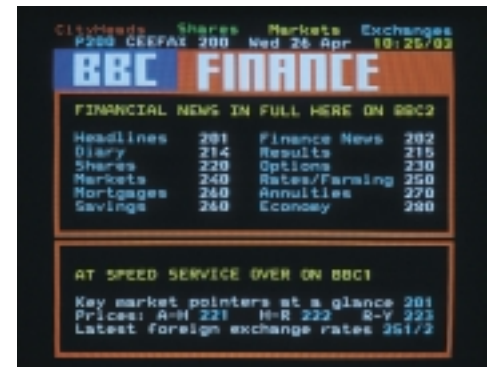 CityHeads Shares Markets Exchanges
P200 CEEFAX 200 Wed 26 Apr 10:25/03
BBC FINANCE
FINANCIAL NEWS IN FULL HERE ON BBC2
Headlines 201 Finance News 202
Diary 214 Results 215
Shares 220 Options 230
Markets 240 Rates/Farming 250
Mortgages 260 Annuities 270
Savings 260 Economy 280
AT SPEED SERVICE OVER ON BBC1
Key market pointers at a glance 201
Prices: A-H 221 H-R 222 R-Y 223
Latest foreign exchange rates 251/2